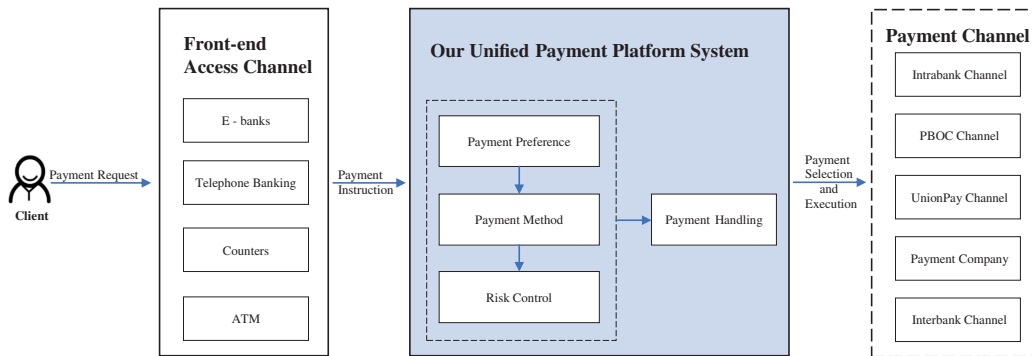 Client
Payment Request
Front-end
Access Channel
E - banks
Telephone Banking
Counters
ATM
Payment
Instruction
Our Unified Payment Platform System
Payment Preference
Payment Method
Risk Control
Payment Handling
Payment
Selection
and
Execution
Payment Channel
Intrabank Channel
PBOC Channel
UnionPay Channel
Payment Company
Interbank Channel